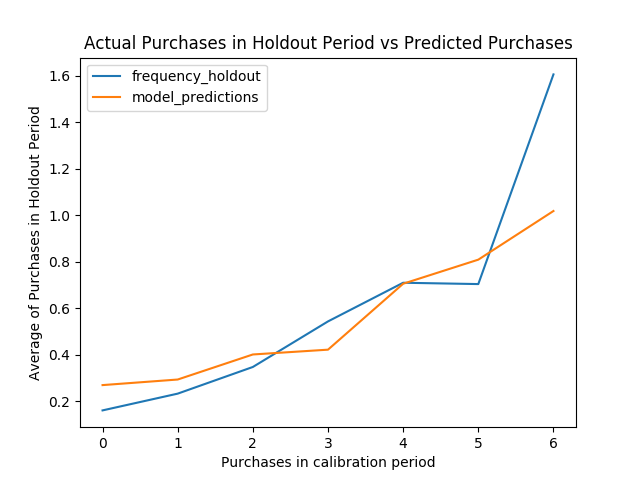 Actual Purchases in Holdout Period vs Predicted Purchases
frequency_holdout
model_predictions
Average of Purchases in Holdout Period
1.6
1.4
1.2
1.0
0.8
0.6
0.4
0.2
0 1 2 3 4 5 6
Purchases in calibration period